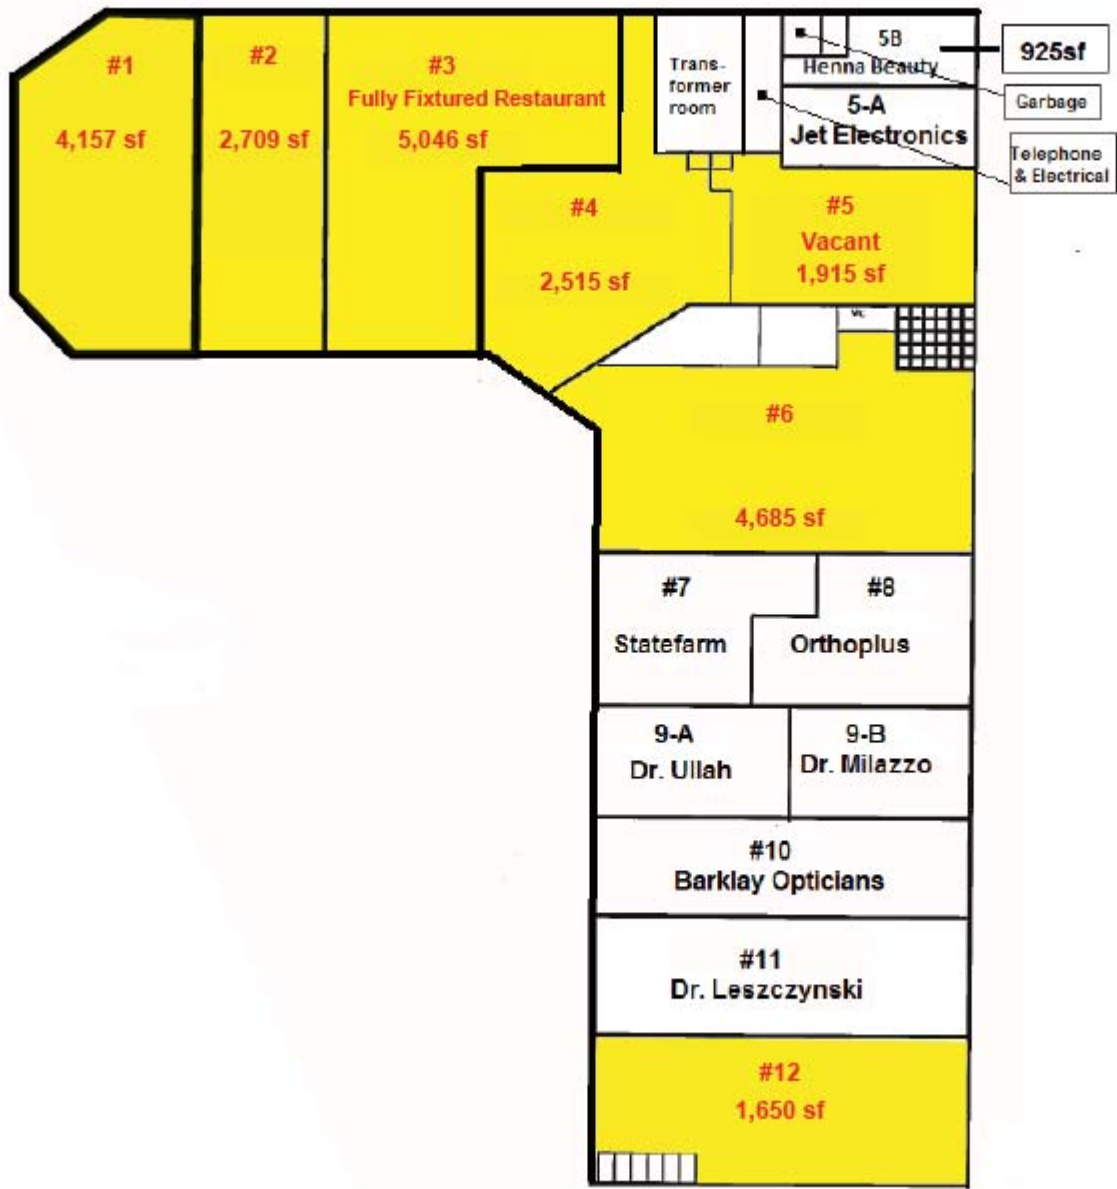 #1
4,157 sf
#2
2,709 sf
#3
Fully Fixtured Restaurant
5,046 sf
Trans-
former
room
5B
Henna Beauty
925sf
Garbage
5-A
Jet Electronics
Telephone
& Electrical
#4
2,515 sf
#5
Vacant
1,915 sf
#6
4,685 sf
#7
Statefarm
#8
Orthoplus
9-A
Dr. Ullah
9-B
Dr. Milazzo
#10
Barklay Opticians
#11
Dr. Leszczynski
#12
1,650 sf